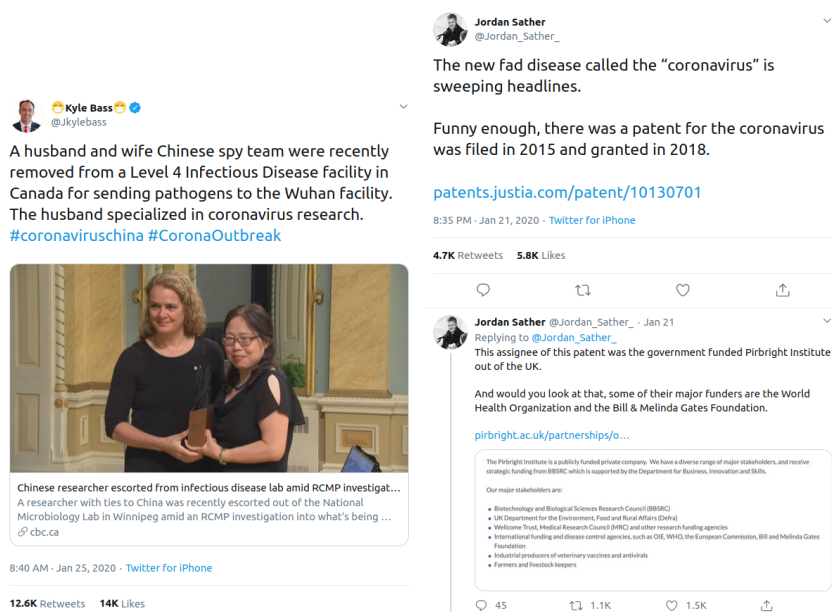 Kyle Bass
@Jkylebass
A husband and wife Chinese spy team were recently
removed from a Level 4 Infectious Disease facility in
Canada for sending pathogens to the Wuhan facility.
The husband specialized in coronavirus research.
#coronaviruschina #CoronaOutbreak
Chinese researcher escorted from infectious disease lab amid RCMP investigat...
A researcher with ties to China was recently escorted out of the National
Microbiology Lab in Winnipeg amid an RCMP investigation into what's being ...
cbc.ca
8:40 AM · Jan 25, 2020 · Twitter for iPhone
12.6K Retweets 14K Likes
Jordan Sather
@Jordan_Sather_
The new fad disease called the “coronavirus” is
sweeping headlines.
Funny enough, there was a patent for the coronavirus
was filed in 2015 and granted in 2018.
patents.justia.com/patent/10130701
8:35 PM · Jan 21, 2020 · Twitter for iPhone
4.7K Retweets 5.8K Likes
Jordan Sather @Jordan_Sather_ · Jan 21
Replying to @Jordan_Sather_
This assignee of this patent was the government funded Pirbright Institute
out of the UK.
And would you look at that, some of their major funders are the World
Health Organization and the Bill & Melinda Gates Foundation.
pirbright.ac.uk/partnerships/o...
The Pirbright Institute is a publicly funded private company. We have a diverse range of major stakeholders, and receive
strategic funding from BBSRC which is supported by the Department for Business, Innovation and Skills.
Our major stakeholders are:
Biotechnology and Biological Sciences Research Council (BBSRC)
UK Department for the Environment, Food and Rural Affairs (Defra)
Wellcome Trust, Medical Research Council (MRC) and other research funding agencies
International funding and disease control agencies, such as OIE, WHO, the European Commission, Bill and Melinda Gates
Foundation
Industrial producers of veterinary vaccines and antivirals
Farmers and livestock keepers
45 1.1K 1.5K